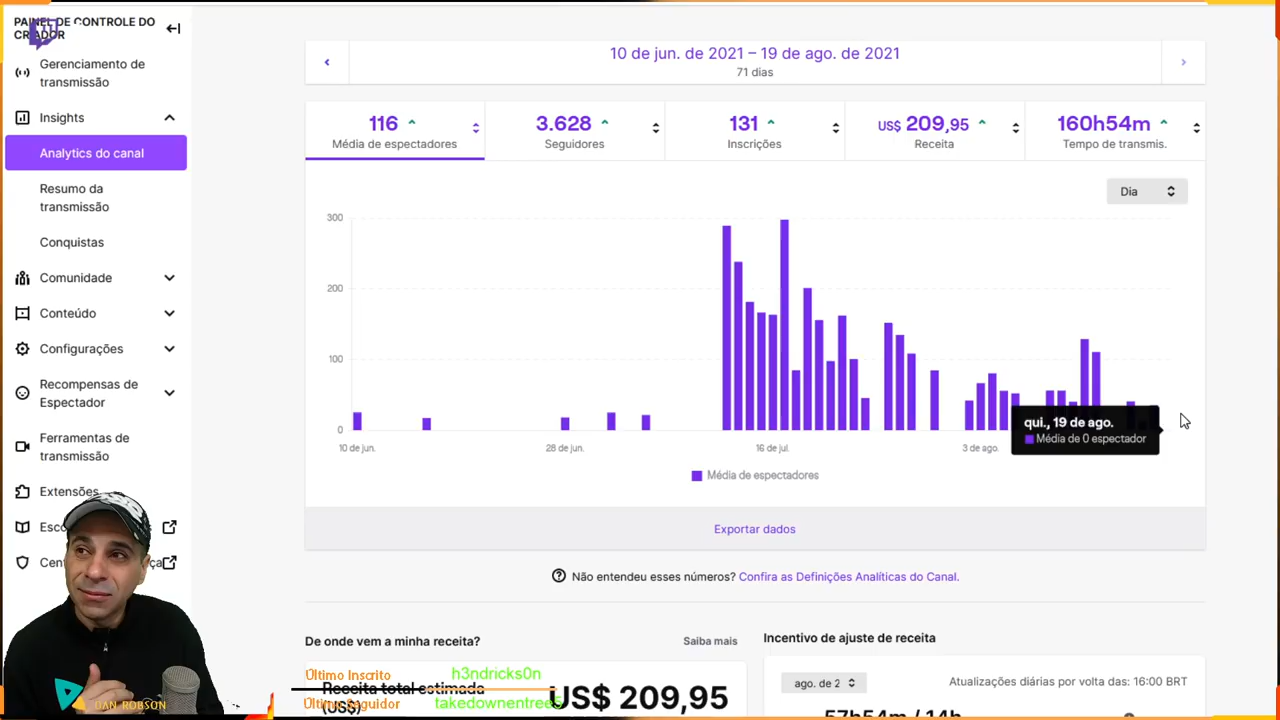 PAINEL DE CONTROLE DO
CRIADOR
Gerenciamento de
transmissão
Insights
Analytics do canal
Resumo da
transmissão
Conquistas
Comunidade
Conteúdo
Configurações
Recompensas de
Espectador
Ferramentas de
transmissão
Extensões
10 de jun. de 2021 – 19 de ago. de 2021
71 dias
116
Média de espectadores
3.628
Seguidores
131
Inscrições
US$ 209,95
Receita
160h54m
Tempo de transmis.
Dia
300
200
100
0
10 de jun.
28 de jun.
16 de jul.
3 de ago.
qui., 19 de ago.
Média de 0 espectador
Média de espectadores
Exportar dados
Não entendeu esses números? Confira as Definições Analíticas do Canal.
De onde vem a minha receita?
Saiba mais
Incentivo de ajuste de receita
Último Inscrito
h3ndricks0n
Receita total estimada
(US$)
US$ 209,95
Último Seguidor
takedownentree
ago. de 2
Atualizações diárias por volta das: 16:00 BRT
57h54m / 14h
UAN ROBSON